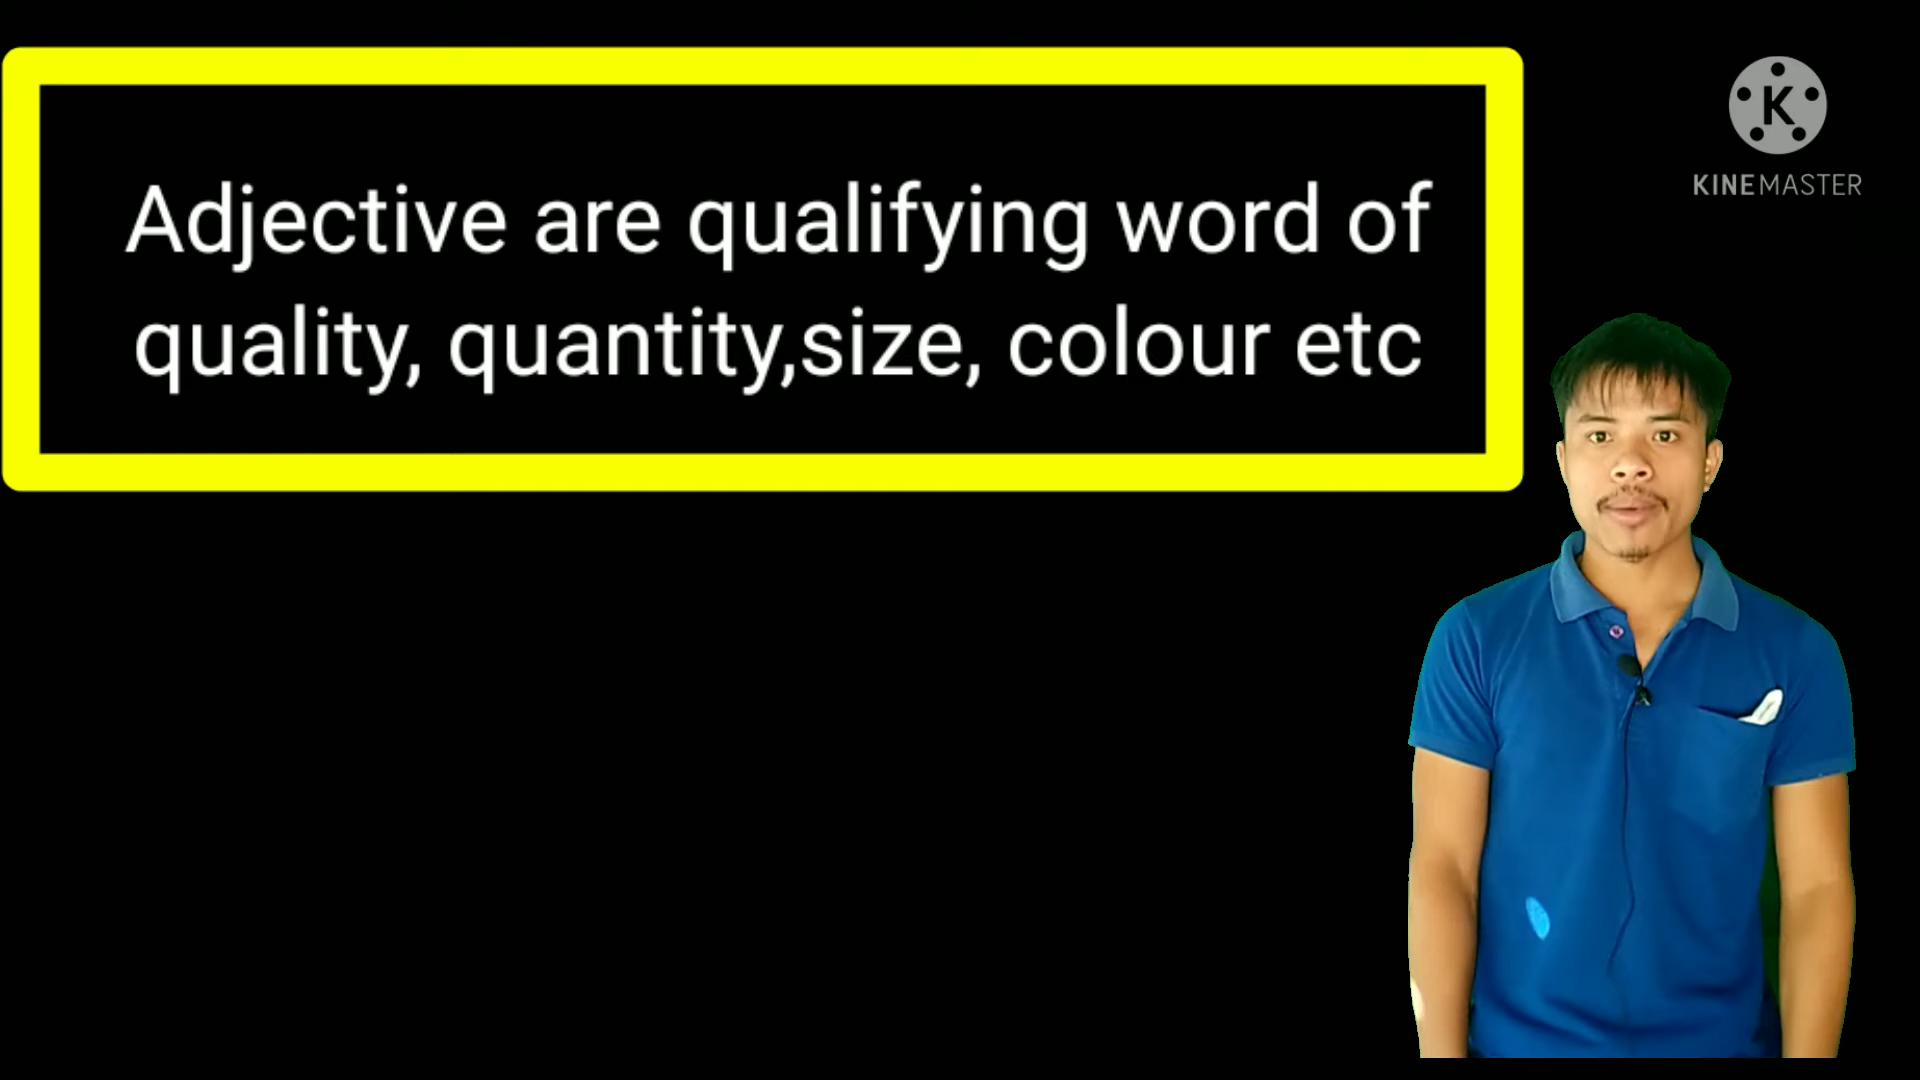 Adjective are qualifying word of
quality, quantity,size, colour etc
K
KINEMASTER